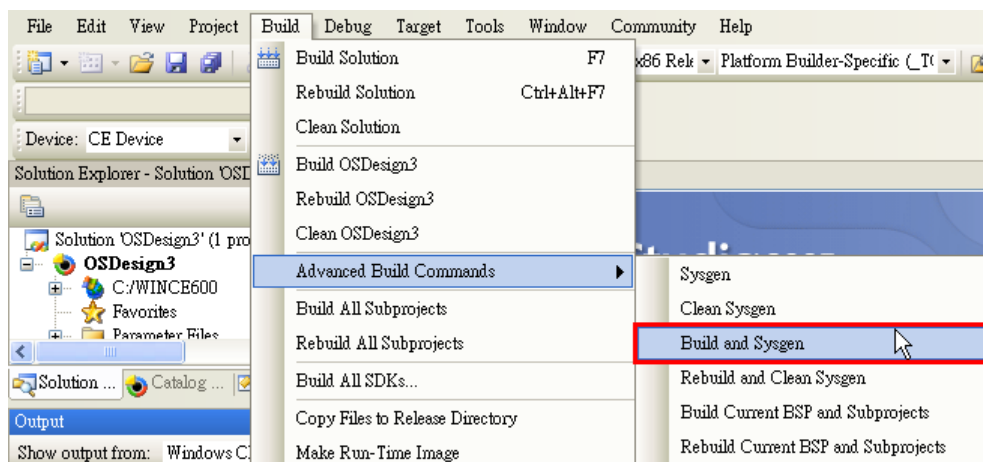 File Edit View Project Build Debug Target Tools Window Community Help
Build Solution F7
x86 Rele Platform Builder-Specific (_T(
Rebuild Solution Ctrl+Alt+F7
Clean Solution
Device: CE Device
Build OSDesign3
Solution Explorer - Solution 'OSD
Rebuild OSDesign3
Clean OSDesign3
Solution 'OSDesign3' (1 pro
OSDesign3
Advanced Build Commands
Sysgen
C:/WINCE600
Build All Subprojects
Clean Sysgen
Favorites
Parameter Files
Rebuild All Subprojects
Build and Sysgen
Build All SDKs...
Rebuild and Clean Sysgen
Solution ... Catalog ...
Copy Files to Release Directory
Build Current BSP and Subprojects
Output
Make Run-Time Image
Rebuild Current BSP and Subprojects
Show output from: Windows C